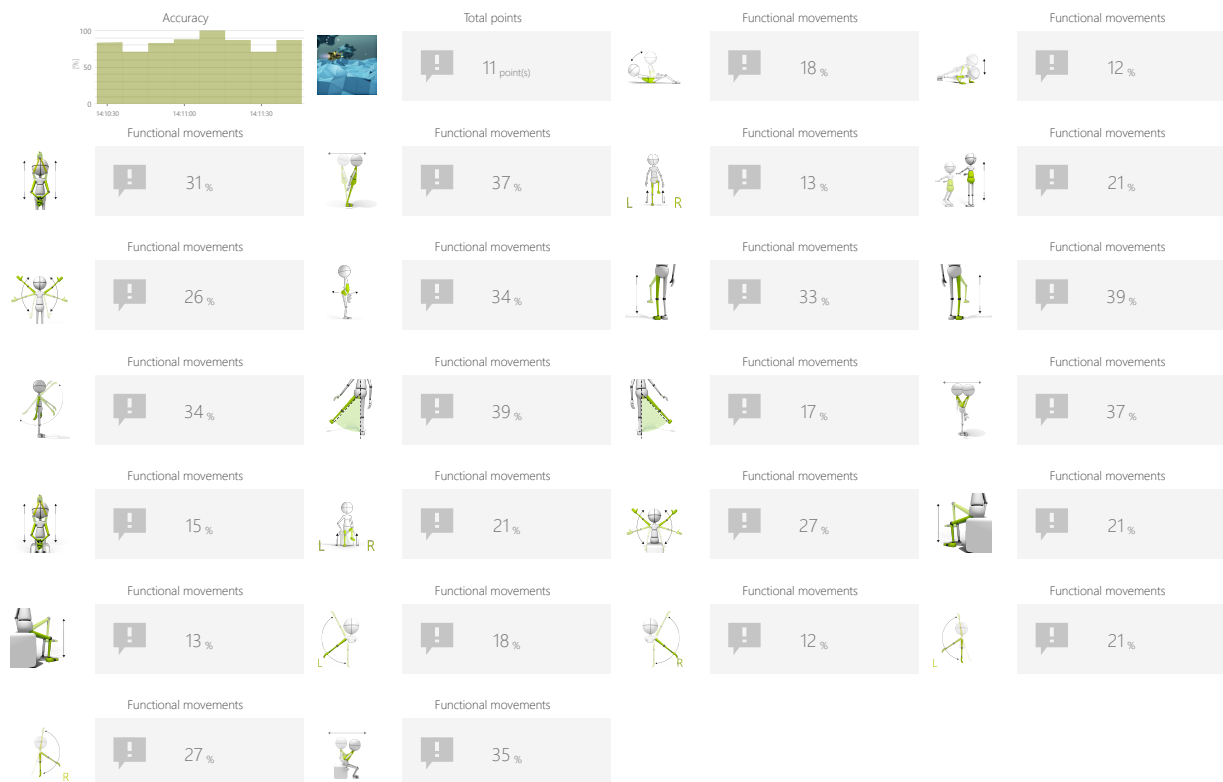 Accuracy
100
50
0
[%]
14:10:30 14:11:00 14:11:30
Total points
11 point(s)
Functional movements
18 %
Functional movements
12 %
Functional movements
31 %
Functional movements
37 %
L R
Functional movements
13 %
Functional movements
21 %
Functional movements
26 %
Functional movements
34 %
Functional movements
33 %
Functional movements
39 %
Functional movements
34 %
Functional movements
39 %
Functional movements
17 %
Functional movements
37 %
Functional movements
15 %
L R
Functional movements
21 %
Functional movements
27 %
Functional movements
21 %
Functional movements
13 %
L
Functional movements
18 %
R
Functional movements
12 %
L
Functional movements
21 %
R
Functional movements
27 %
Functional movements
35 %